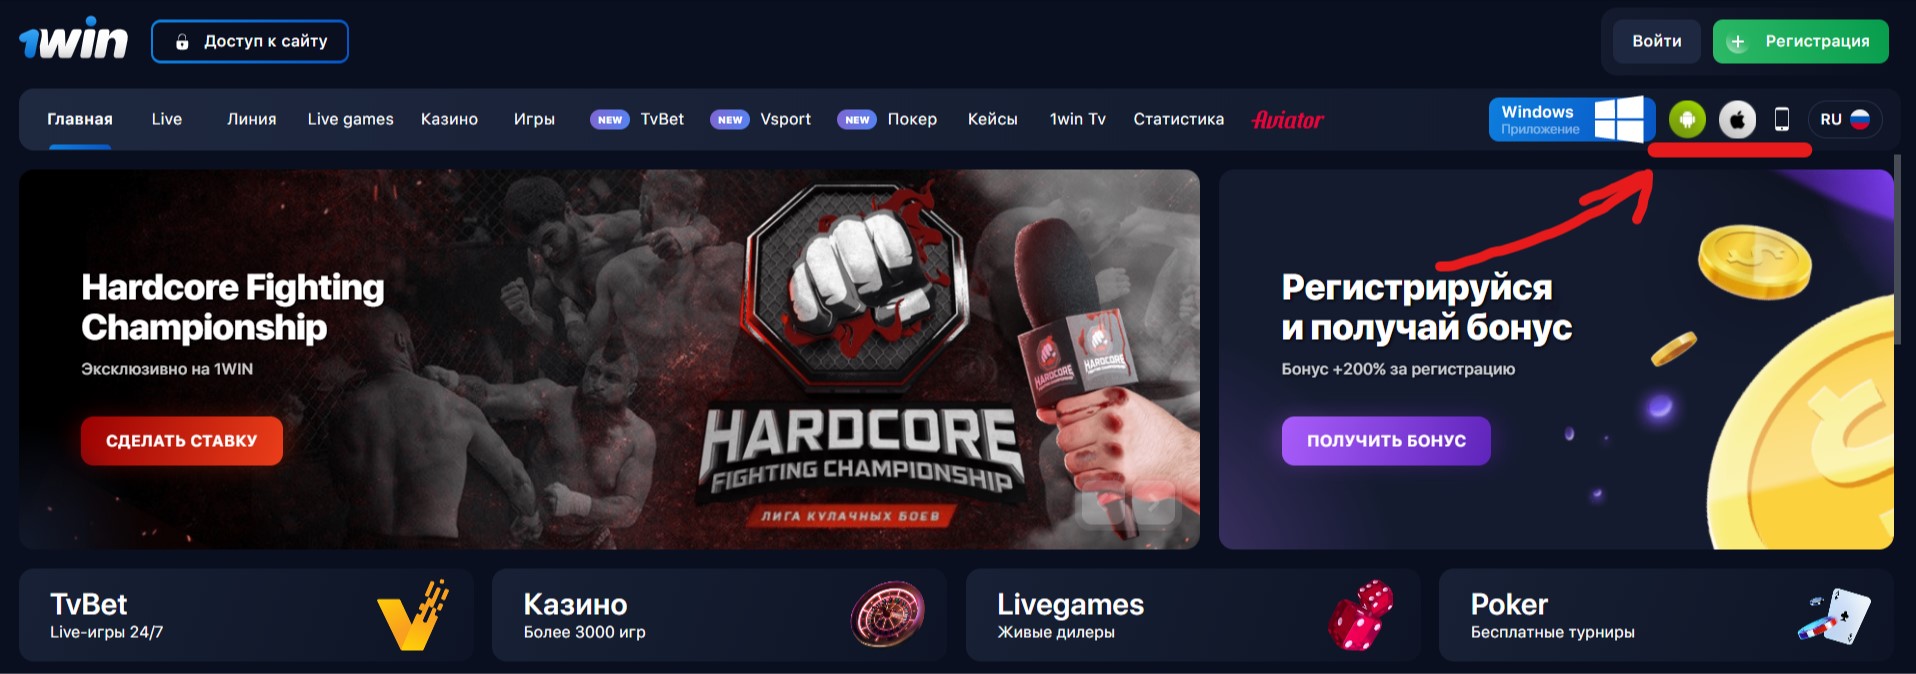 1win
Доступ к сайту
Войти
Регистрация
Главная
Live
Линия
Live games
Казино
Игры
NEW TvBet
NEW Vsport
NEW Покер
Кейсы
1win Tv
Статистика
Aviator
Windows
Приложение
RU
Hardcore Fighting
Championship
Эксклюзивно на 1WIN
СДЕЛАТЬ СТАВКУ
HARDCORE
HARDCORE
HARDCORE
FIGHTING CHAMPIONSHIP
ЛИГА КУЛАЧНЫХ БОЕВ
Регистрируйся
и получай бонус
Бонус +200% за регистрацию
ПОЛУЧИТЬ БОНУС
TvBet
Live-игры 24/7
Казино
Более 3000 игр
Livegames
Живые дилеры
Poker
Бесплатные турниры